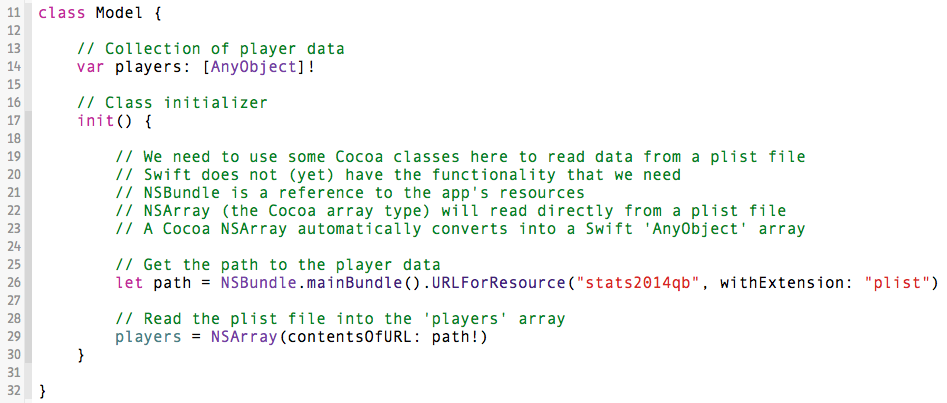 11 class Model {
12
13     // Collection of player data
14     var players: [AnyObject]!
15
16     // Class initializer
17     init() {
18
19         // We need to use some Cocoa classes here to read data from a plist file
20         // Swift does not (yet) have the functionality that we need
21         // NSBundle is a reference to the app's resources
22         // NSArray (the Cocoa array type) will read directly from a plist file
23         // A Cocoa NSArray automatically converts into a Swift 'AnyObject' array
24
25         // Get the path to the player data
26         let path = NSBundle.mainBundle().URLForResource("stats2014qb", withExtension: "plist")
27
28         // Read the plist file into the 'players' array
29         players = NSArray(contentsOfURL: path!)
30     }
31
32 }